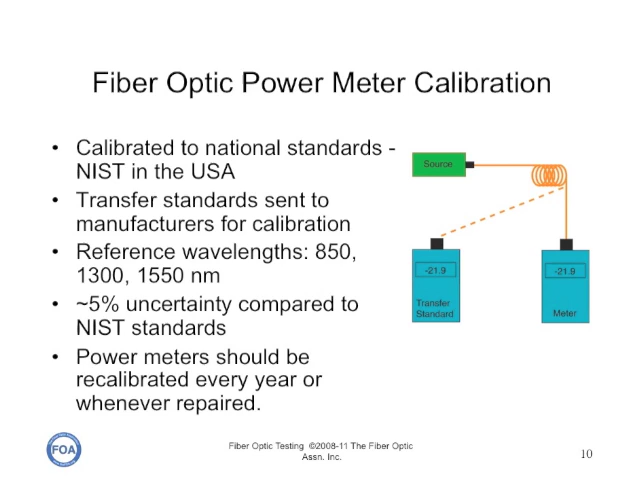 Fiber Optic Power Meter Calibration
• Calibrated to national standards -
NIST in the USA
• Transfer standards sent to
manufacturers for calibration
• Reference wavelengths: 850,
1300, 1550 nm
• ~5% uncertainty compared to
NIST standards
• Power meters should be
recalibrated every year or
whenever repaired.
Source
-21.9
Transfer
Standard
-21.9
Meter
FOA
Fiber Optic Testing ©2008-11 The Fiber Optic
Assn. Inc.
10